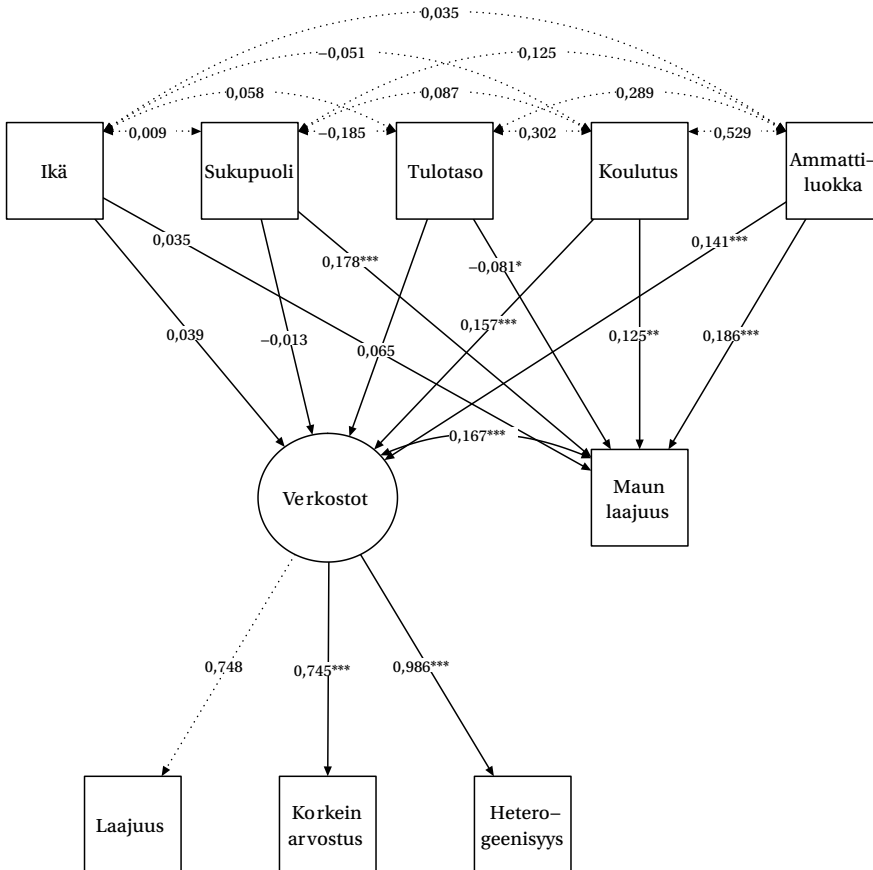 0,035
−0,051
0,125
0,058
0,087
0,289
0,009
−0,185
0,302
0,529
Ikä
Sukupuoli
Tulotaso
Koulutus
Ammatti–
luokka
0,035
0,178***
−0,081*
0,141***
0,039
−0,013
0,065
0,157***
0,125**
0,186***
0,167***
Verkostot
Maun
laajuus
0,748
0,745***
0,986***
Laajuus
Korkein
arvostus
Hetero–
geenisyys